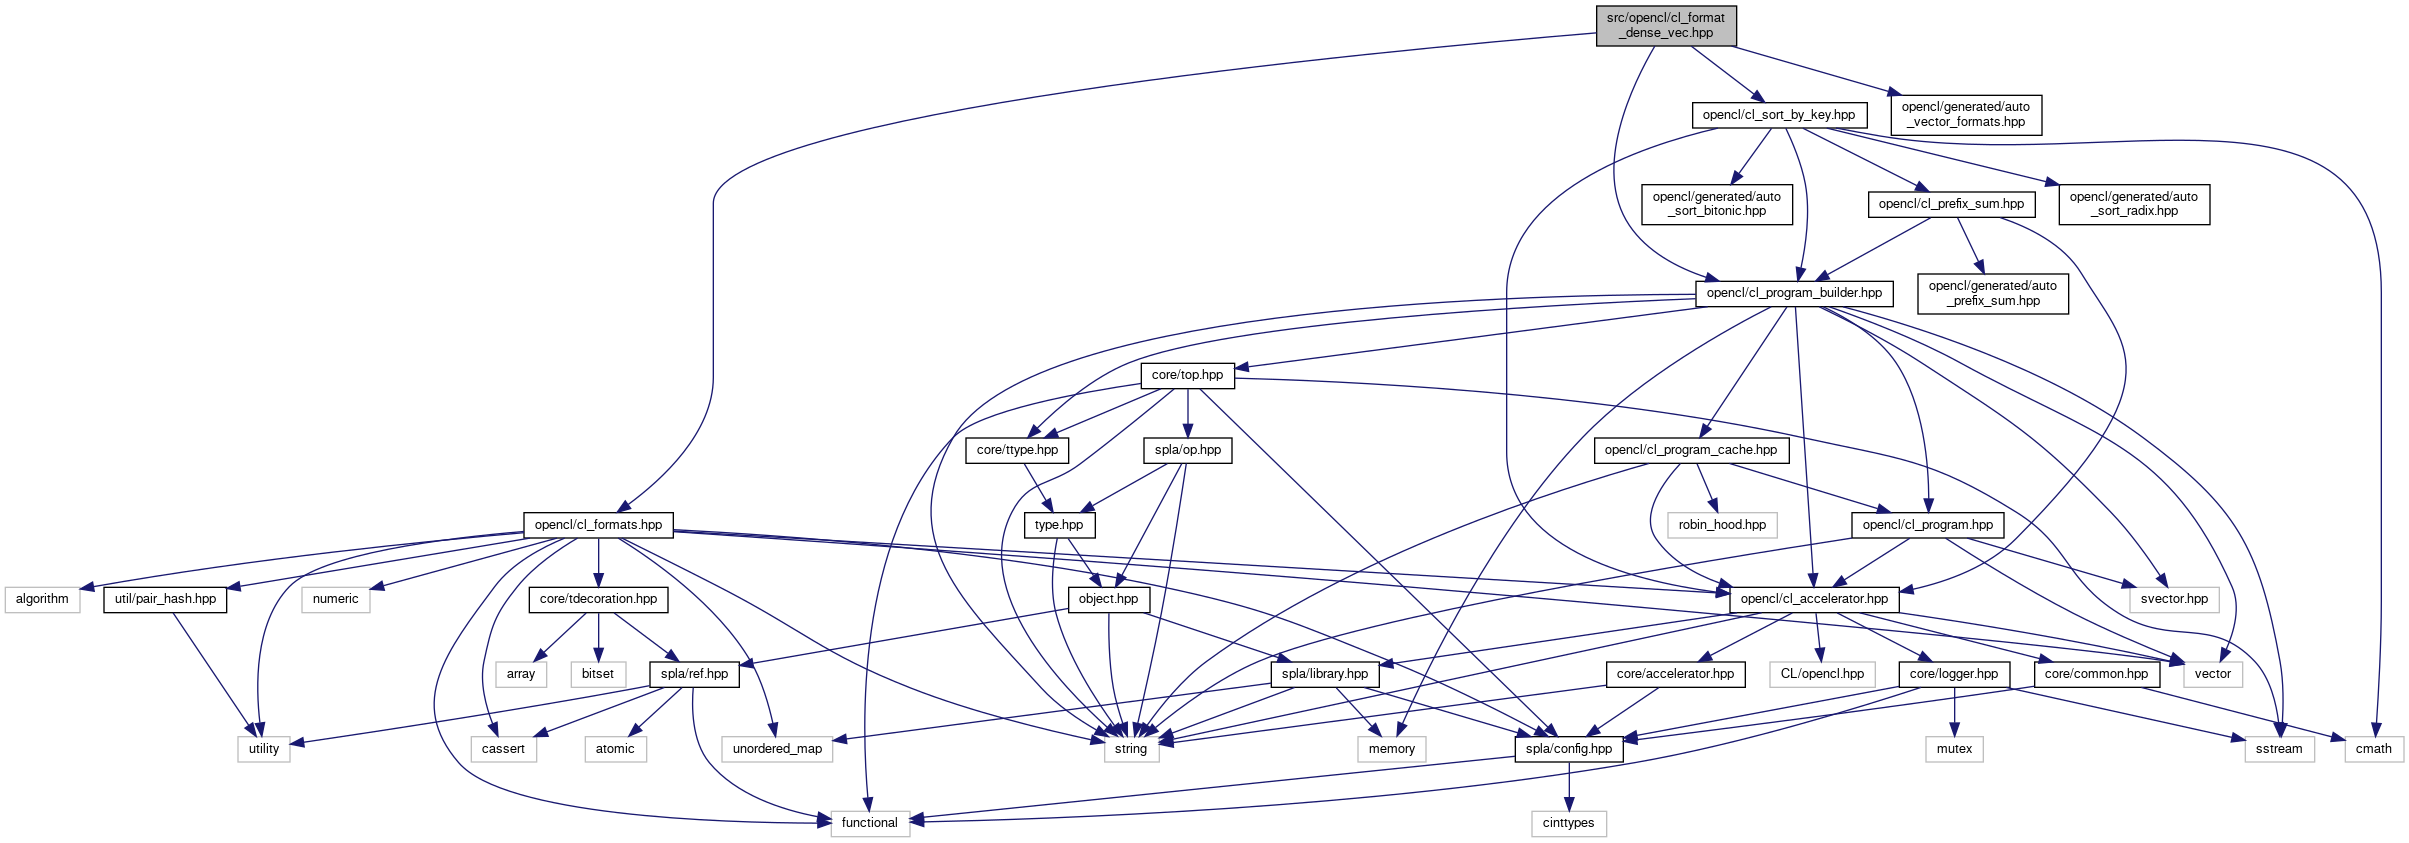 src/opencl/cl_format
_dense_vec.hpp
opencl/cl_sort_by_key.hpp
opencl/generated/auto
_vector_formats.hpp
opencl/generated/auto
_sort_bitonic.hpp
opencl/cl_prefix_sum.hpp
opencl/generated/auto
_sort_radix.hpp
opencl/cl_program_builder.hpp
opencl/generated/auto
_prefix_sum.hpp
core/top.hpp
core/ttype.hpp
spla/op.hpp
opencl/cl_program_cache.hpp
opencl/cl_formats.hpp
type.hpp
robin_hood.hpp
opencl/cl_program.hpp
algorithm
util/pair_hash.hpp
numeric
core/tdecoration.hpp
object.hpp
opencl/cl_accelerator.hpp
svector.hpp
array
bitset
spla/ref.hpp
spla/library.hpp
core/accelerator.hpp
CL/opencl.hpp
core/logger.hpp
core/common.hpp
vector
utility
cassert
atomic
unordered_map
string
memory
spla/config.hpp
mutex
sstream
cmath
functional
cinttypes